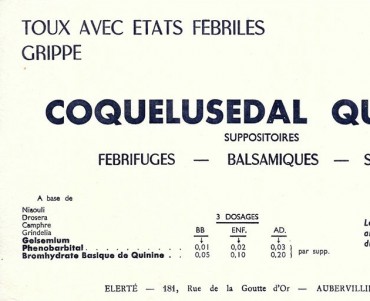 TOUX AVEC ETATS FEBRILES
GRIPPE
COQUELUSEDAL QU
SUPPOSITOIRES
FEBRIFUGES — BALSAMIQUES — S
A base de
Niaouli
Drosera
Camphre
Grindelia
Gelsemium
Phenobarbital
Bromhydrate Basique de Quinine
3 DOSAGES
BB ENF. AD.
0,01 0,02 0,03
0,05 0,10 0,20
par supp.
ELERTÉ — 181, Rue de la Goutte d'Or — AUBERVILLI